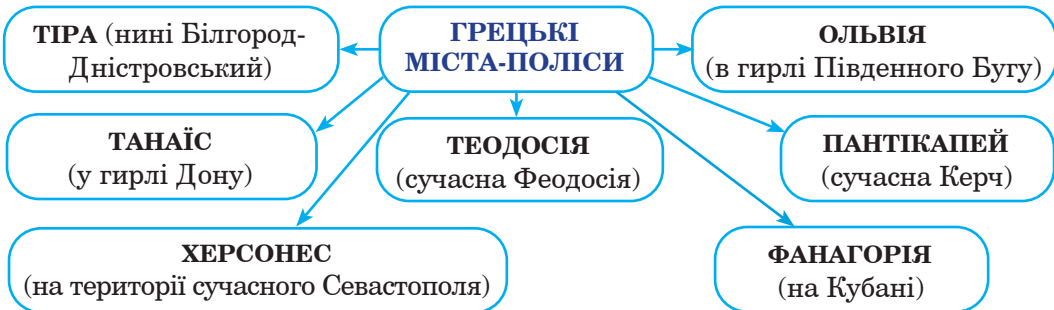 ГРЕЦЬКІ
МІСТА-ПОЛІСИ
ТІРА (нині Білгород-
Дністровський)
ОЛЬВІЯ
(в гирлі Південного Бугу)
ТАНАЇС
(у гирлі Дону)
ТЕОДОСІЯ
(сучасна Феодосія)
ПАНТІКАПЕЙ
(сучасна Керч)
ХЕРСОНЕС
(на території сучасного Севастополя)
ФАНАГОРІЯ
(на Кубані)